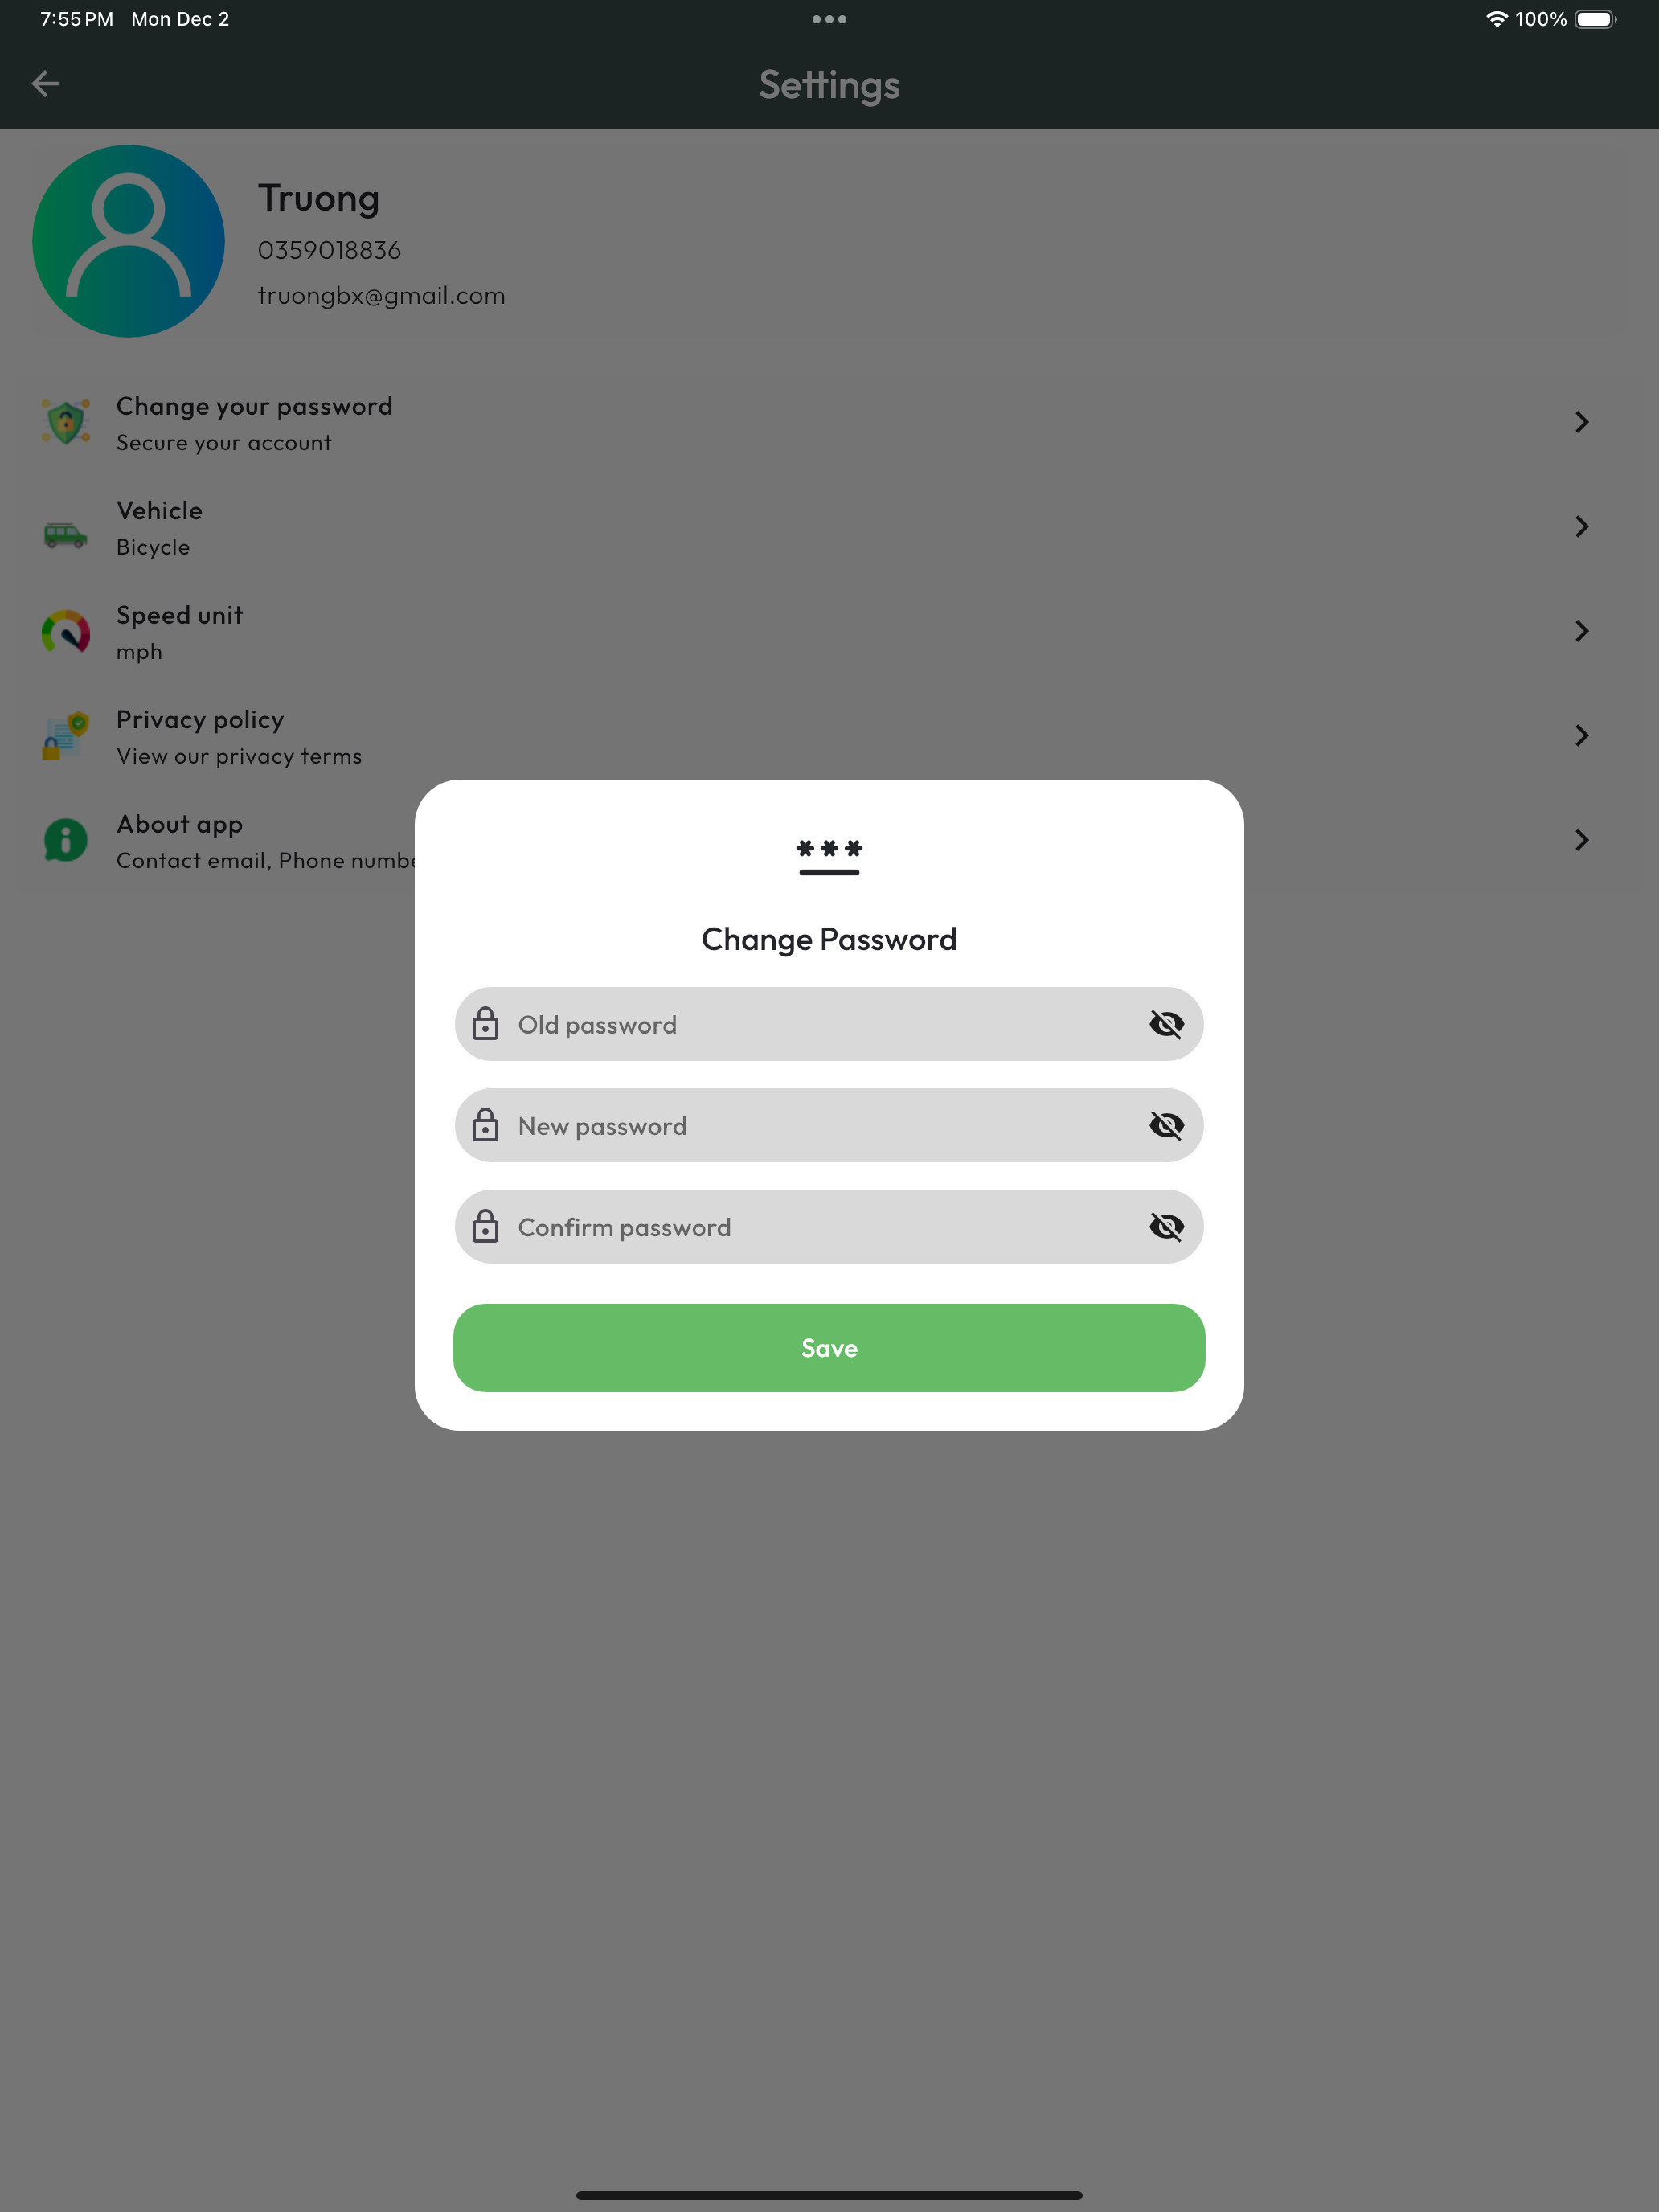 7:55 PM Mon Dec 2
100%
Settings
Truong
0359018836
truongbx@gmail.com
Change your password
Secure your account
Vehicle
Bicycle
Speed unit
mph
Privacy policy
View our privacy terms
About app
Contact email, Phone
***
Change Password
Old password
New password
Confirm password
Save